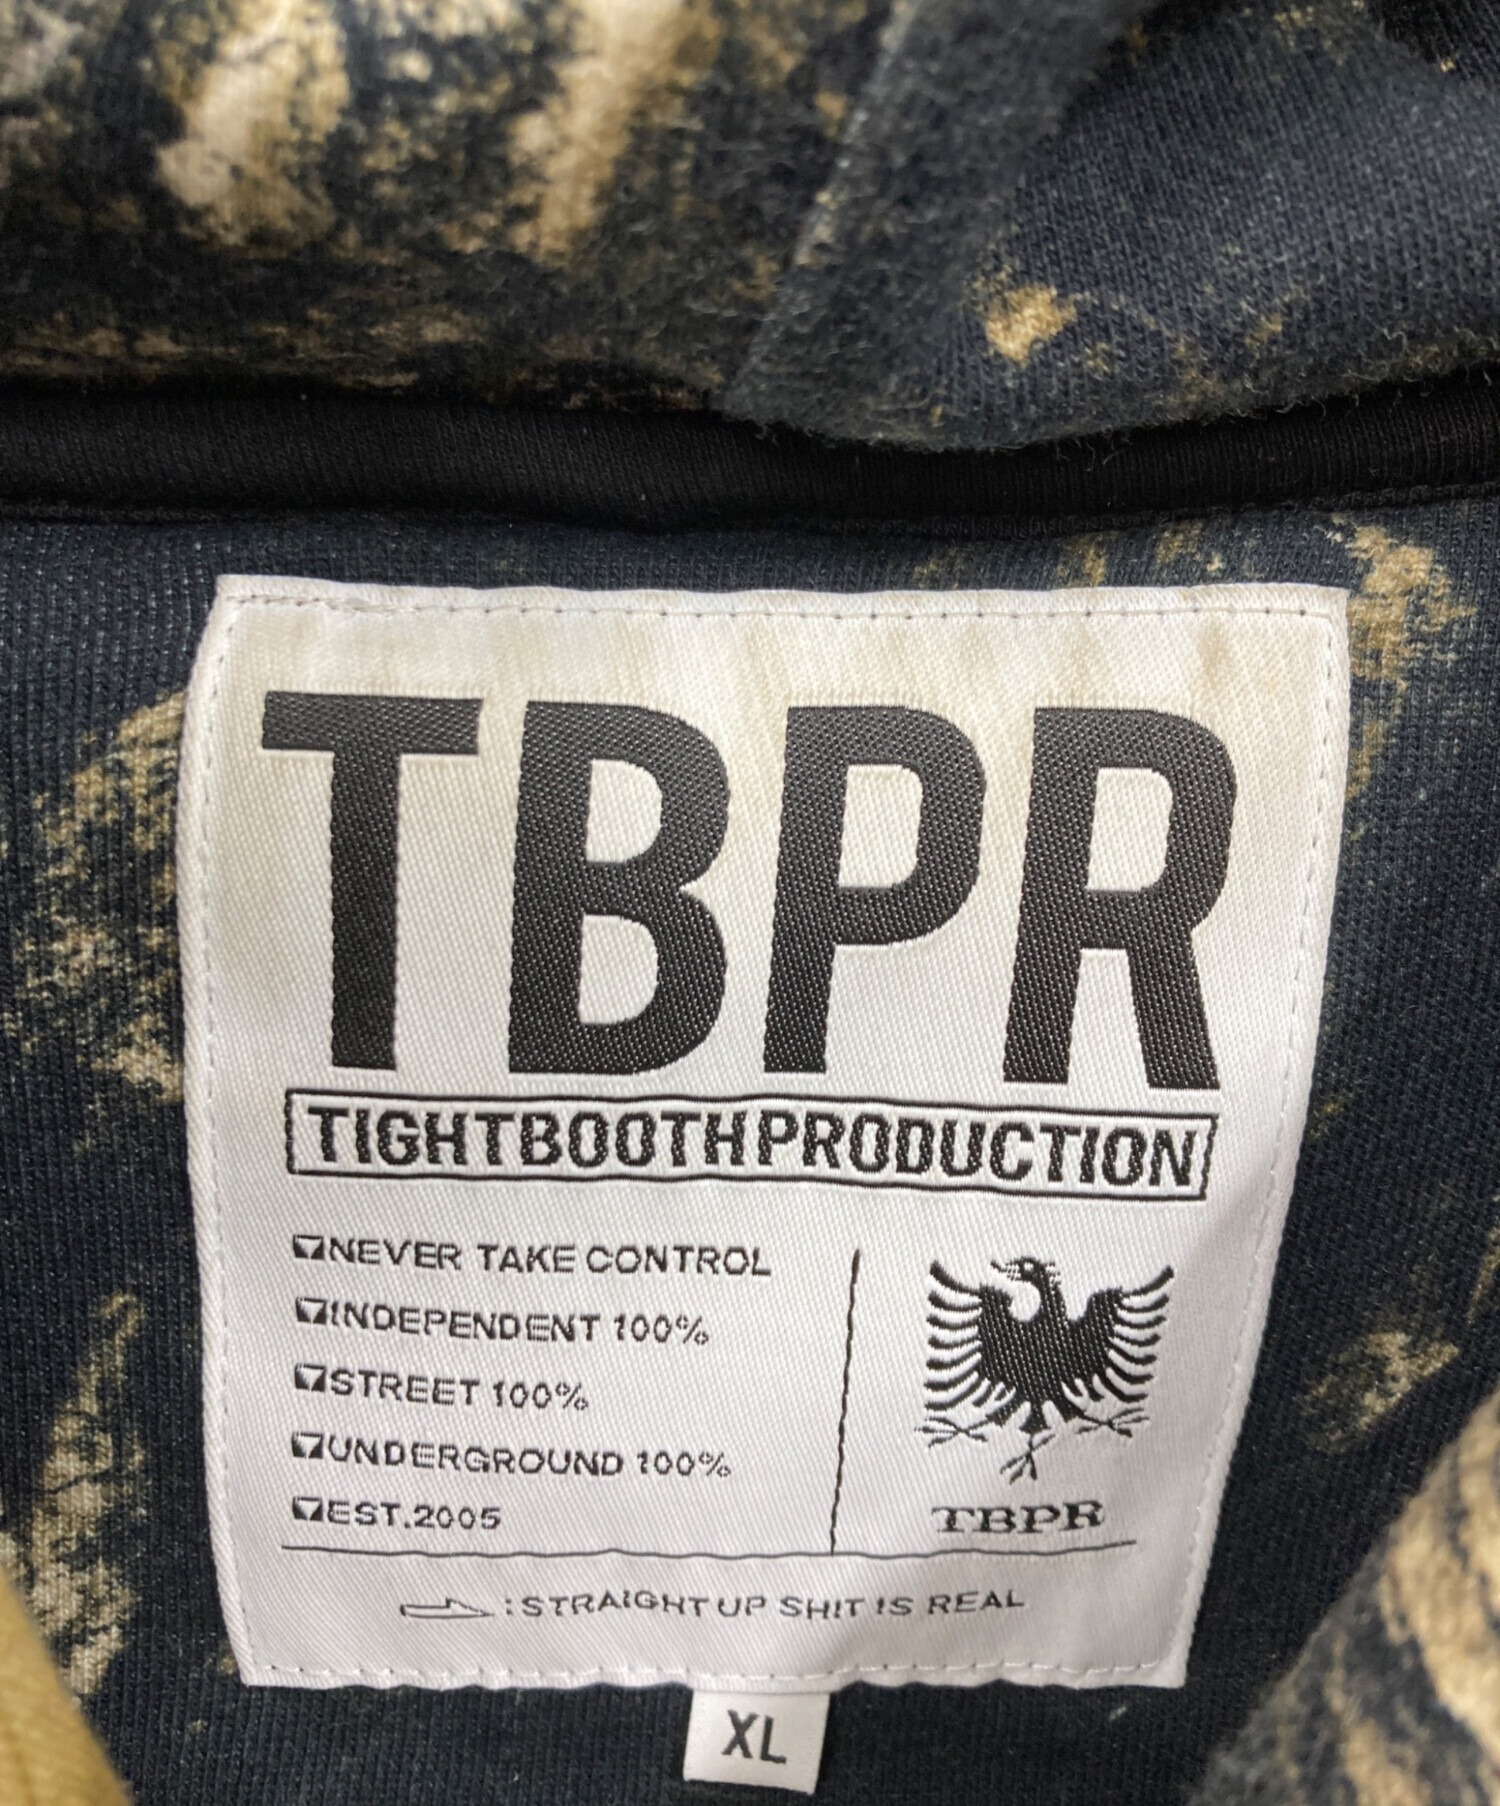 TBPR
TIGHTBOOTHPRODUCTION
NEVER TAKE CONTROL
INDEPENDENT 100%
STREET 100%
UNDERGROUND 100%
EST.2005
TBPR
:STRAIGHT UP SHIT IS REAL
XL